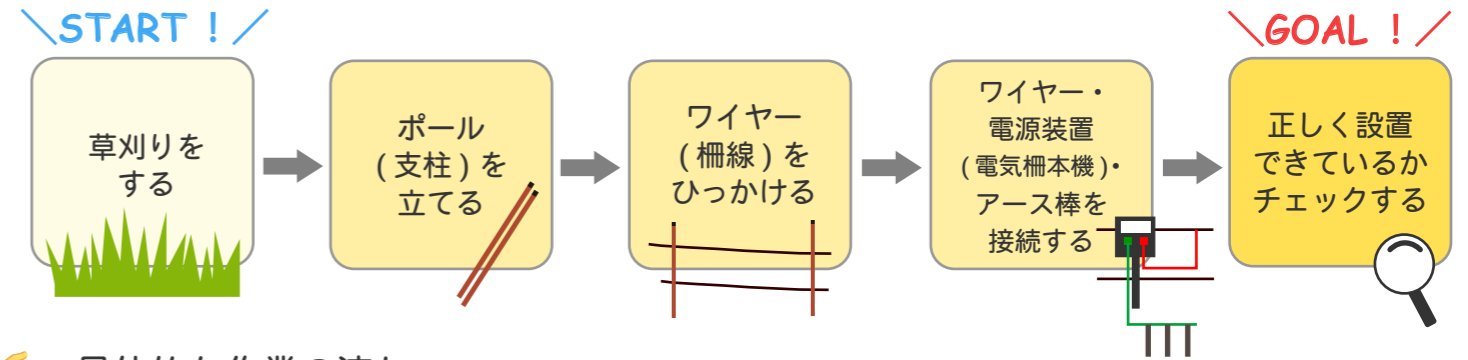 START！
GOAL！
草刈りを
する
ポール
(支柱)を
立てる
ワイヤー
(柵線)を
ひっかける
ワイヤー・
電源装置
(電気柵本機)・
アース棒を
接続する
正しく設置
できているか
チェックする